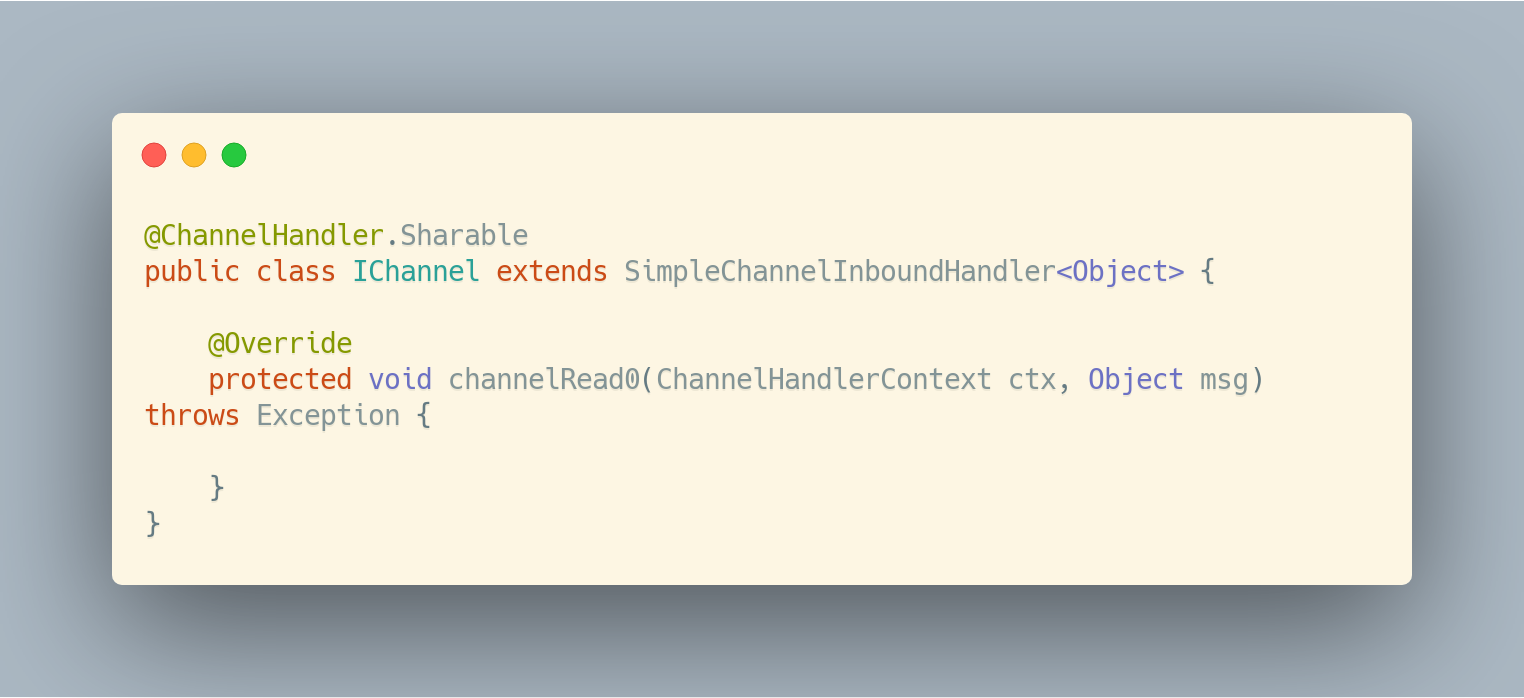 @ChannelHandler.Sharable
public class IChannel extends SimpleChannelInboundHandler<Object> {
    @Override
    protected void channelRead0(ChannelHandlerContext ctx, Object msg)
throws Exception {
    }
}